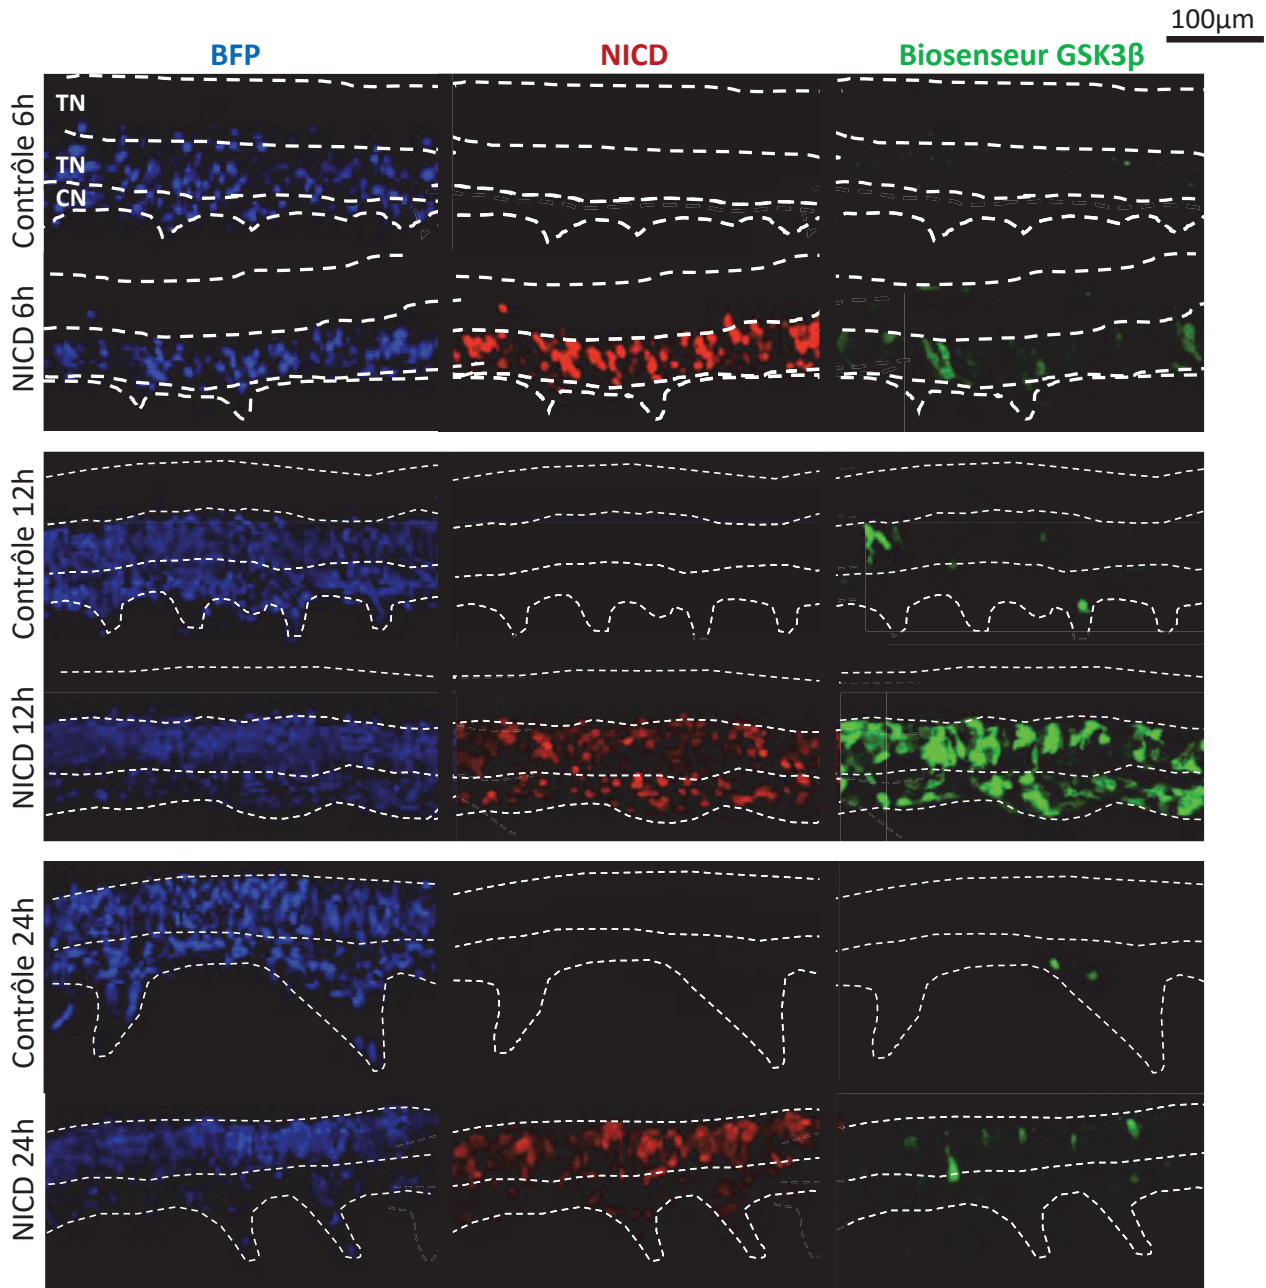 100µm
BFP
NICD
Biosenseur GSK3β
Contrôle 6h
TN
TN
CN
NICD 6h
Contrôle 12h
NICD 12h
Contrôle 24h
NICD 24h